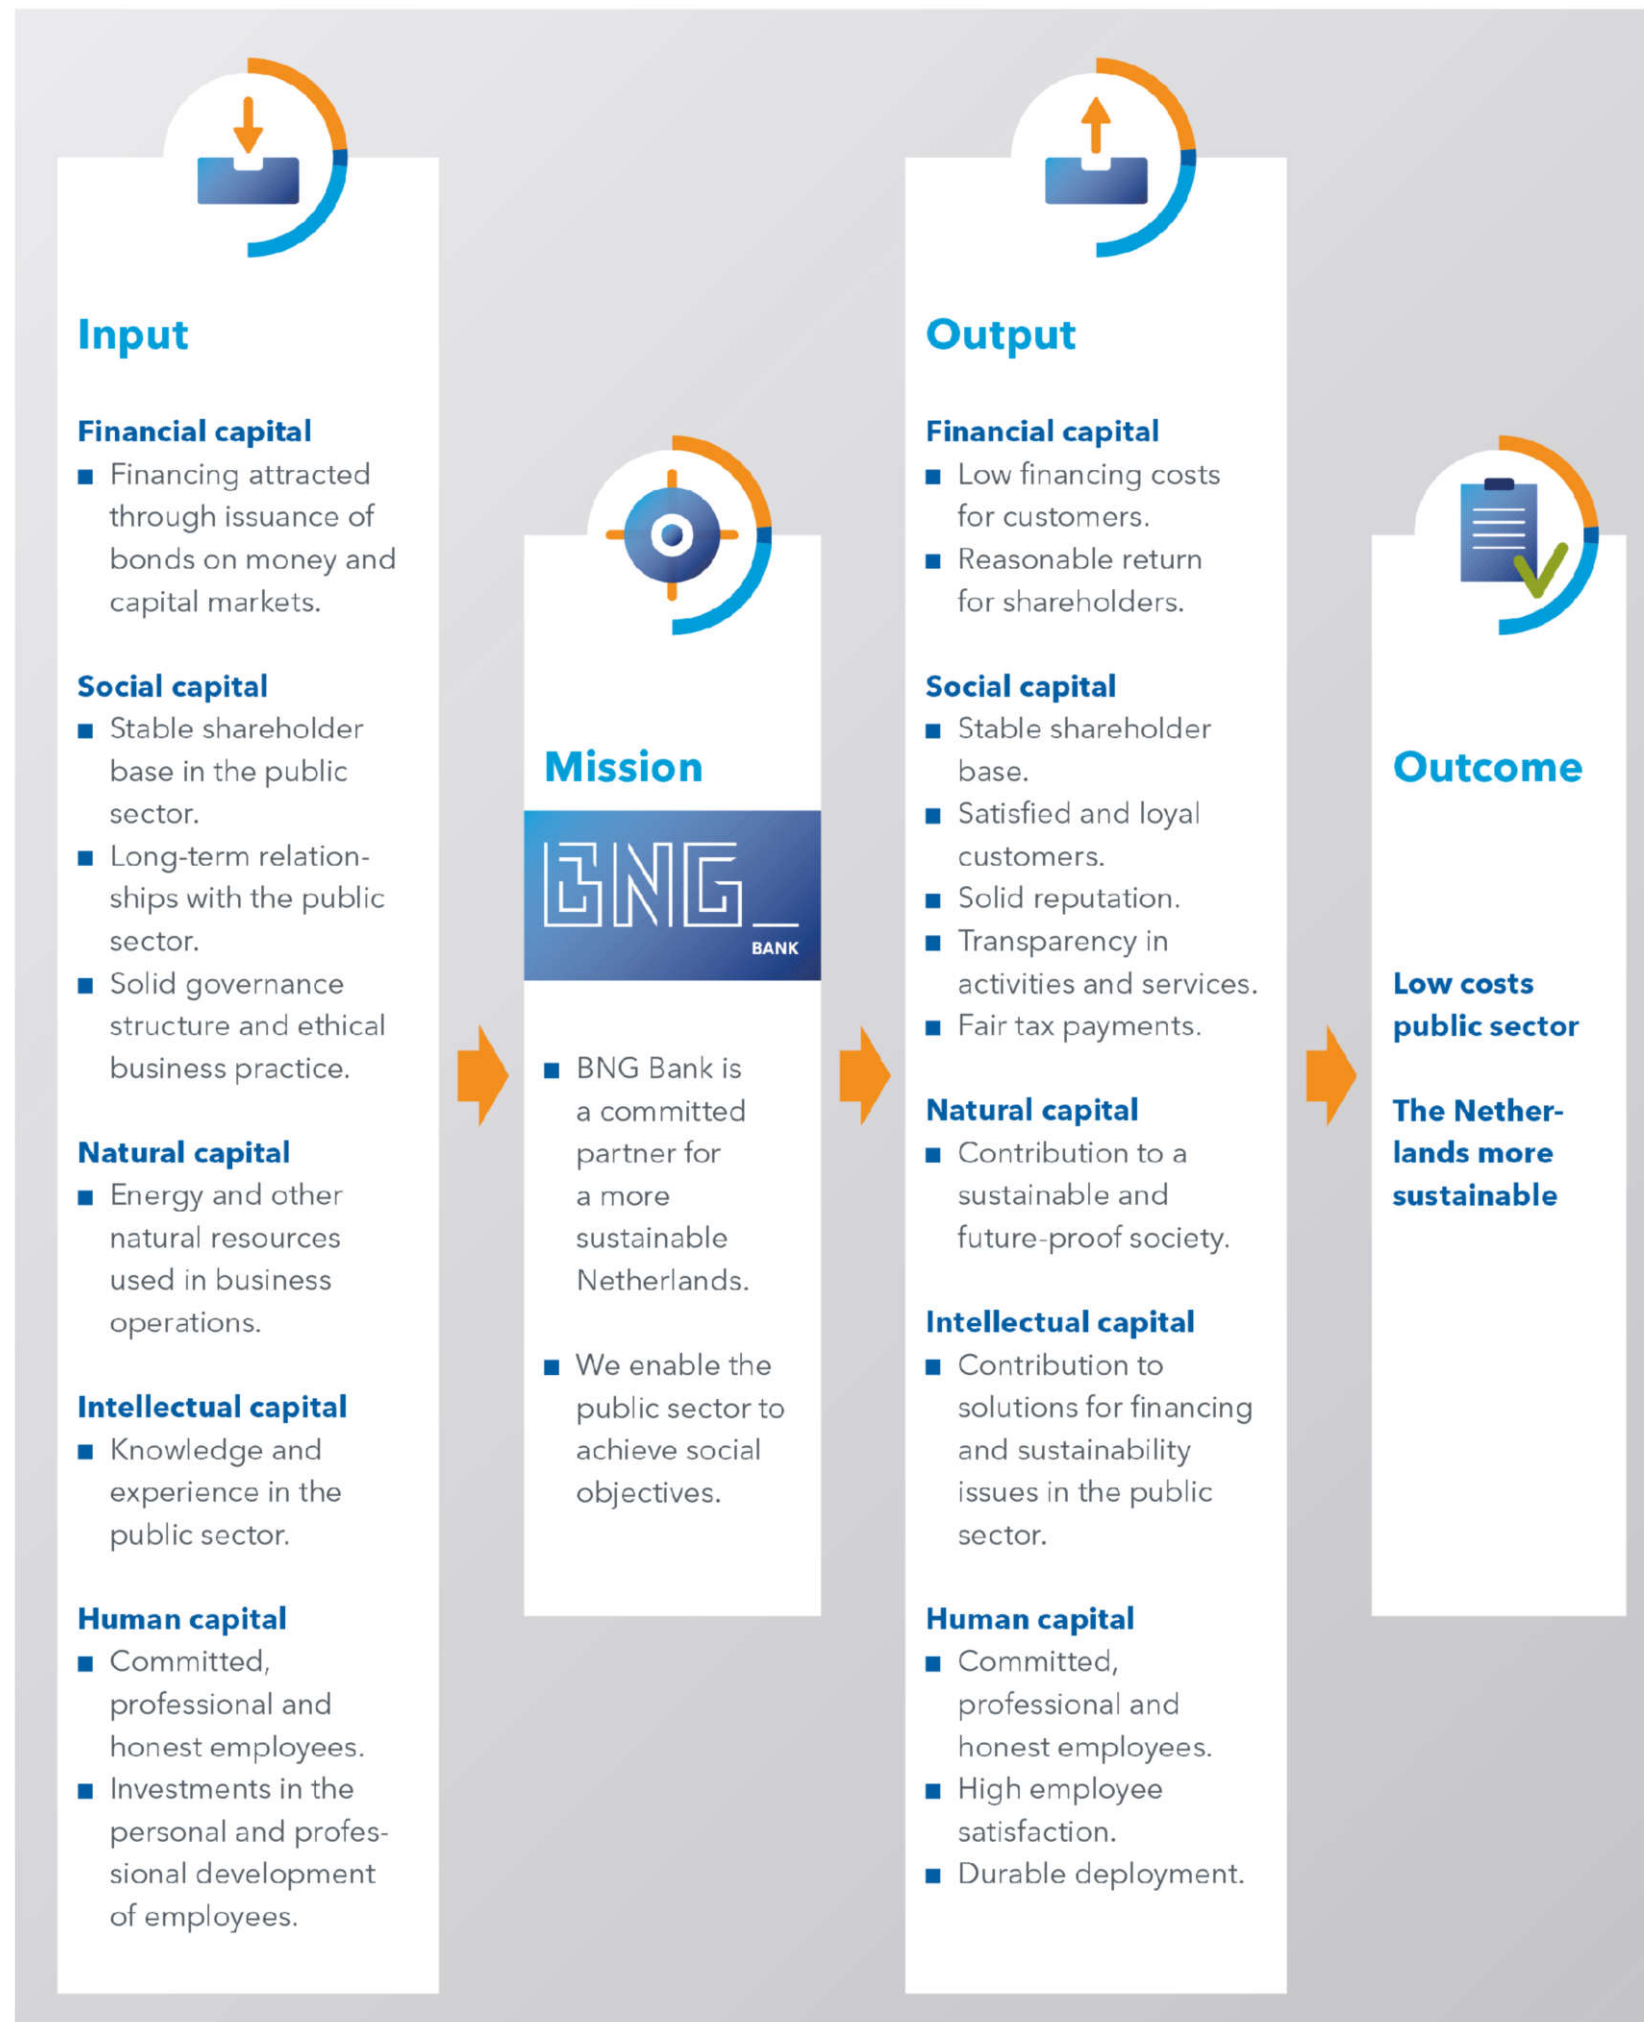 Input
Financial capital
Financing attracted
through issuance of
bonds on money and
capital markets.
Social capital
Stable shareholder
base in the public
sector.
Long-term relation-
ships with the public
sector.
Solid governance
structure and ethical
business practice.
Natural capital
Energy and other
natural resources
used in business
operations.
Intellectual capital
Knowledge and
experience in the
public sector.
Human capital
Committed,
professional and
honest employees.
Investments in the
personal and profes-
sional development
of employees.
Mission
BNG_
BANK
BNG Bank is
a committed
partner for
a more
sustainable
Netherlands.
We enable the
public sector to
achieve social
objectives.
Output
Financial capital
Low financing costs
for customers.
Reasonable return
for shareholders.
Social capital
Stable shareholder
base.
Satisfied and loyal
customers.
Solid reputation.
Transparency in
activities and services.
Fair tax payments.
Natural capital
Contribution to a
sustainable and
future-proof society.
Intellectual capital
Contribution to
solutions for financing
and sustainability
issues in the public
sector.
Human capital
Committed,
professional and
honest employees.
High employee
satisfaction.
Durable deployment.
Outcome
Low costs
public sector
The Nether-
lands more
sustainable